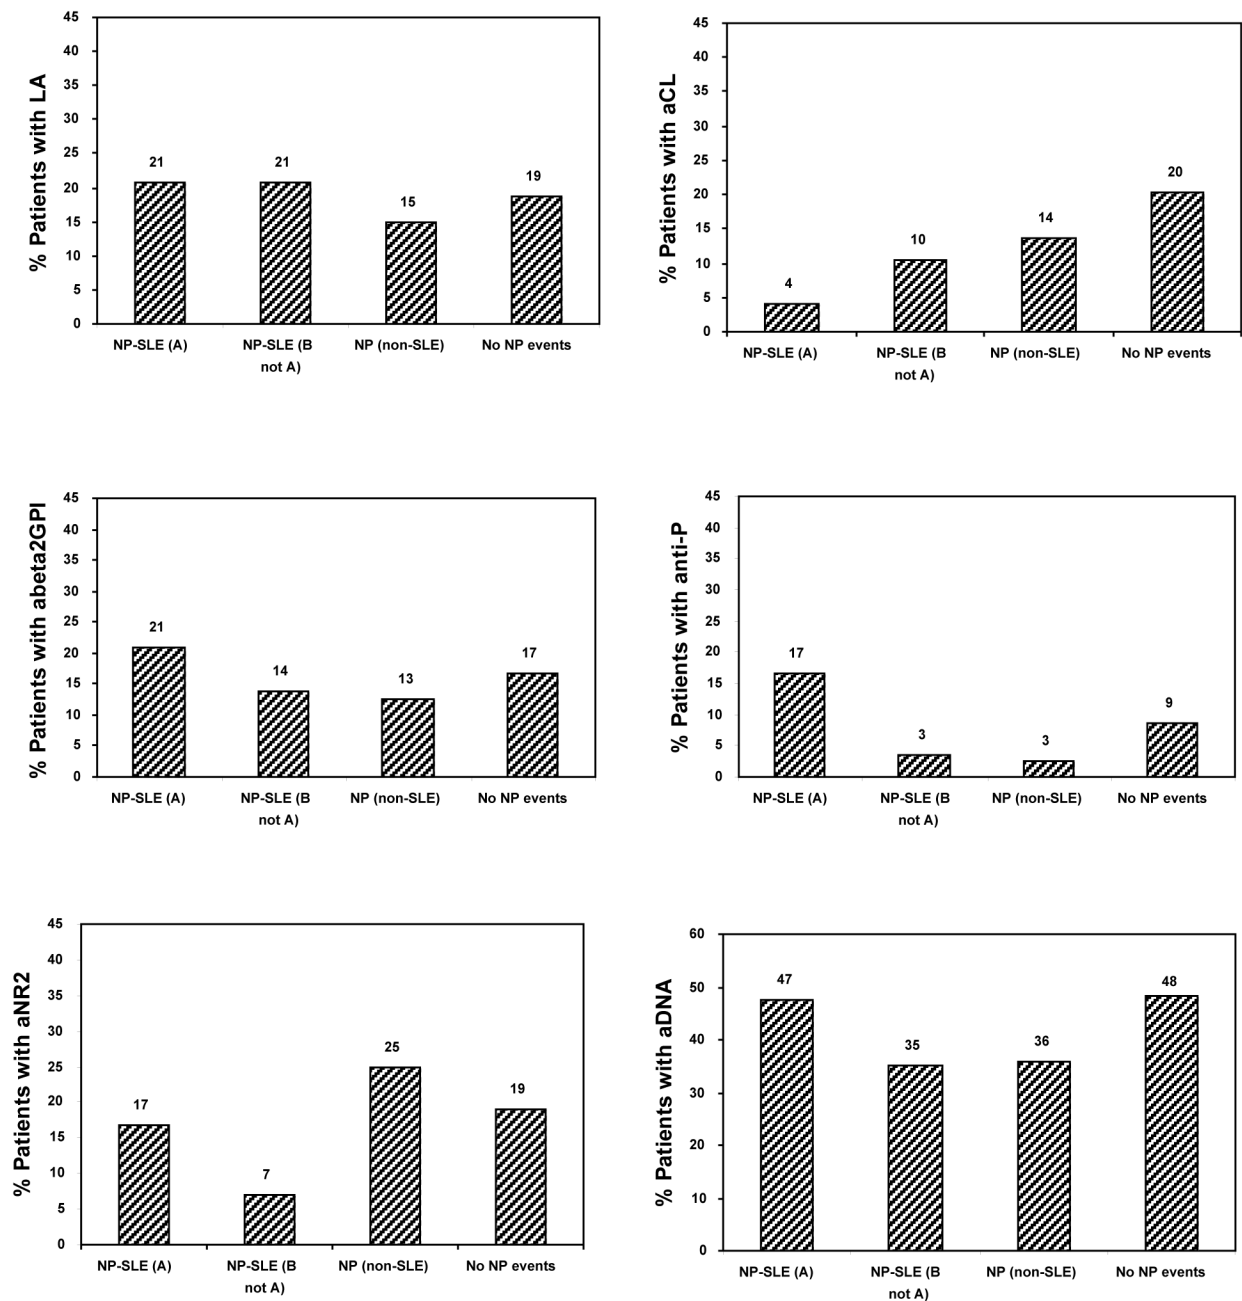 % Patients with LA
45
40
35
30
25
20
15
10
5
0
21
21
15
19
NP-SLE (A)
NP-SLE (B
not A)
NP (non-SLE)
No NP events
% Patients with aCL
45
40
35
30
25
20
15
10
5
0
4
10
14
20
NP-SLE (A)
NP-SLE (B
not A)
NP (non-SLE)
No NP events
% Patients with abeta2GPI
45
40
35
30
25
20
15
10
5
0
21
14
13
17
NP-SLE (A)
NP-SLE (B
not A)
NP (non-SLE)
No NP events
% Patients with anti-P
45
40
35
30
25
20
15
10
5
0
17
3
3
9
NP-SLE (A)
NP-SLE (B
not A)
NP (non-SLE)
No NP events
% Patients with aNR2
45
40
35
30
25
20
15
10
5
0
17
7
25
19
NP-SLE (A)
NP-SLE (B
not A)
NP (non-SLE)
No NP events
% Patients with aDNA
60
50
40
30
20
10
0
47
35
36
48
NP-SLE (A)
NP-SLE (B
not A)
NP (non-SLE)
No NP events